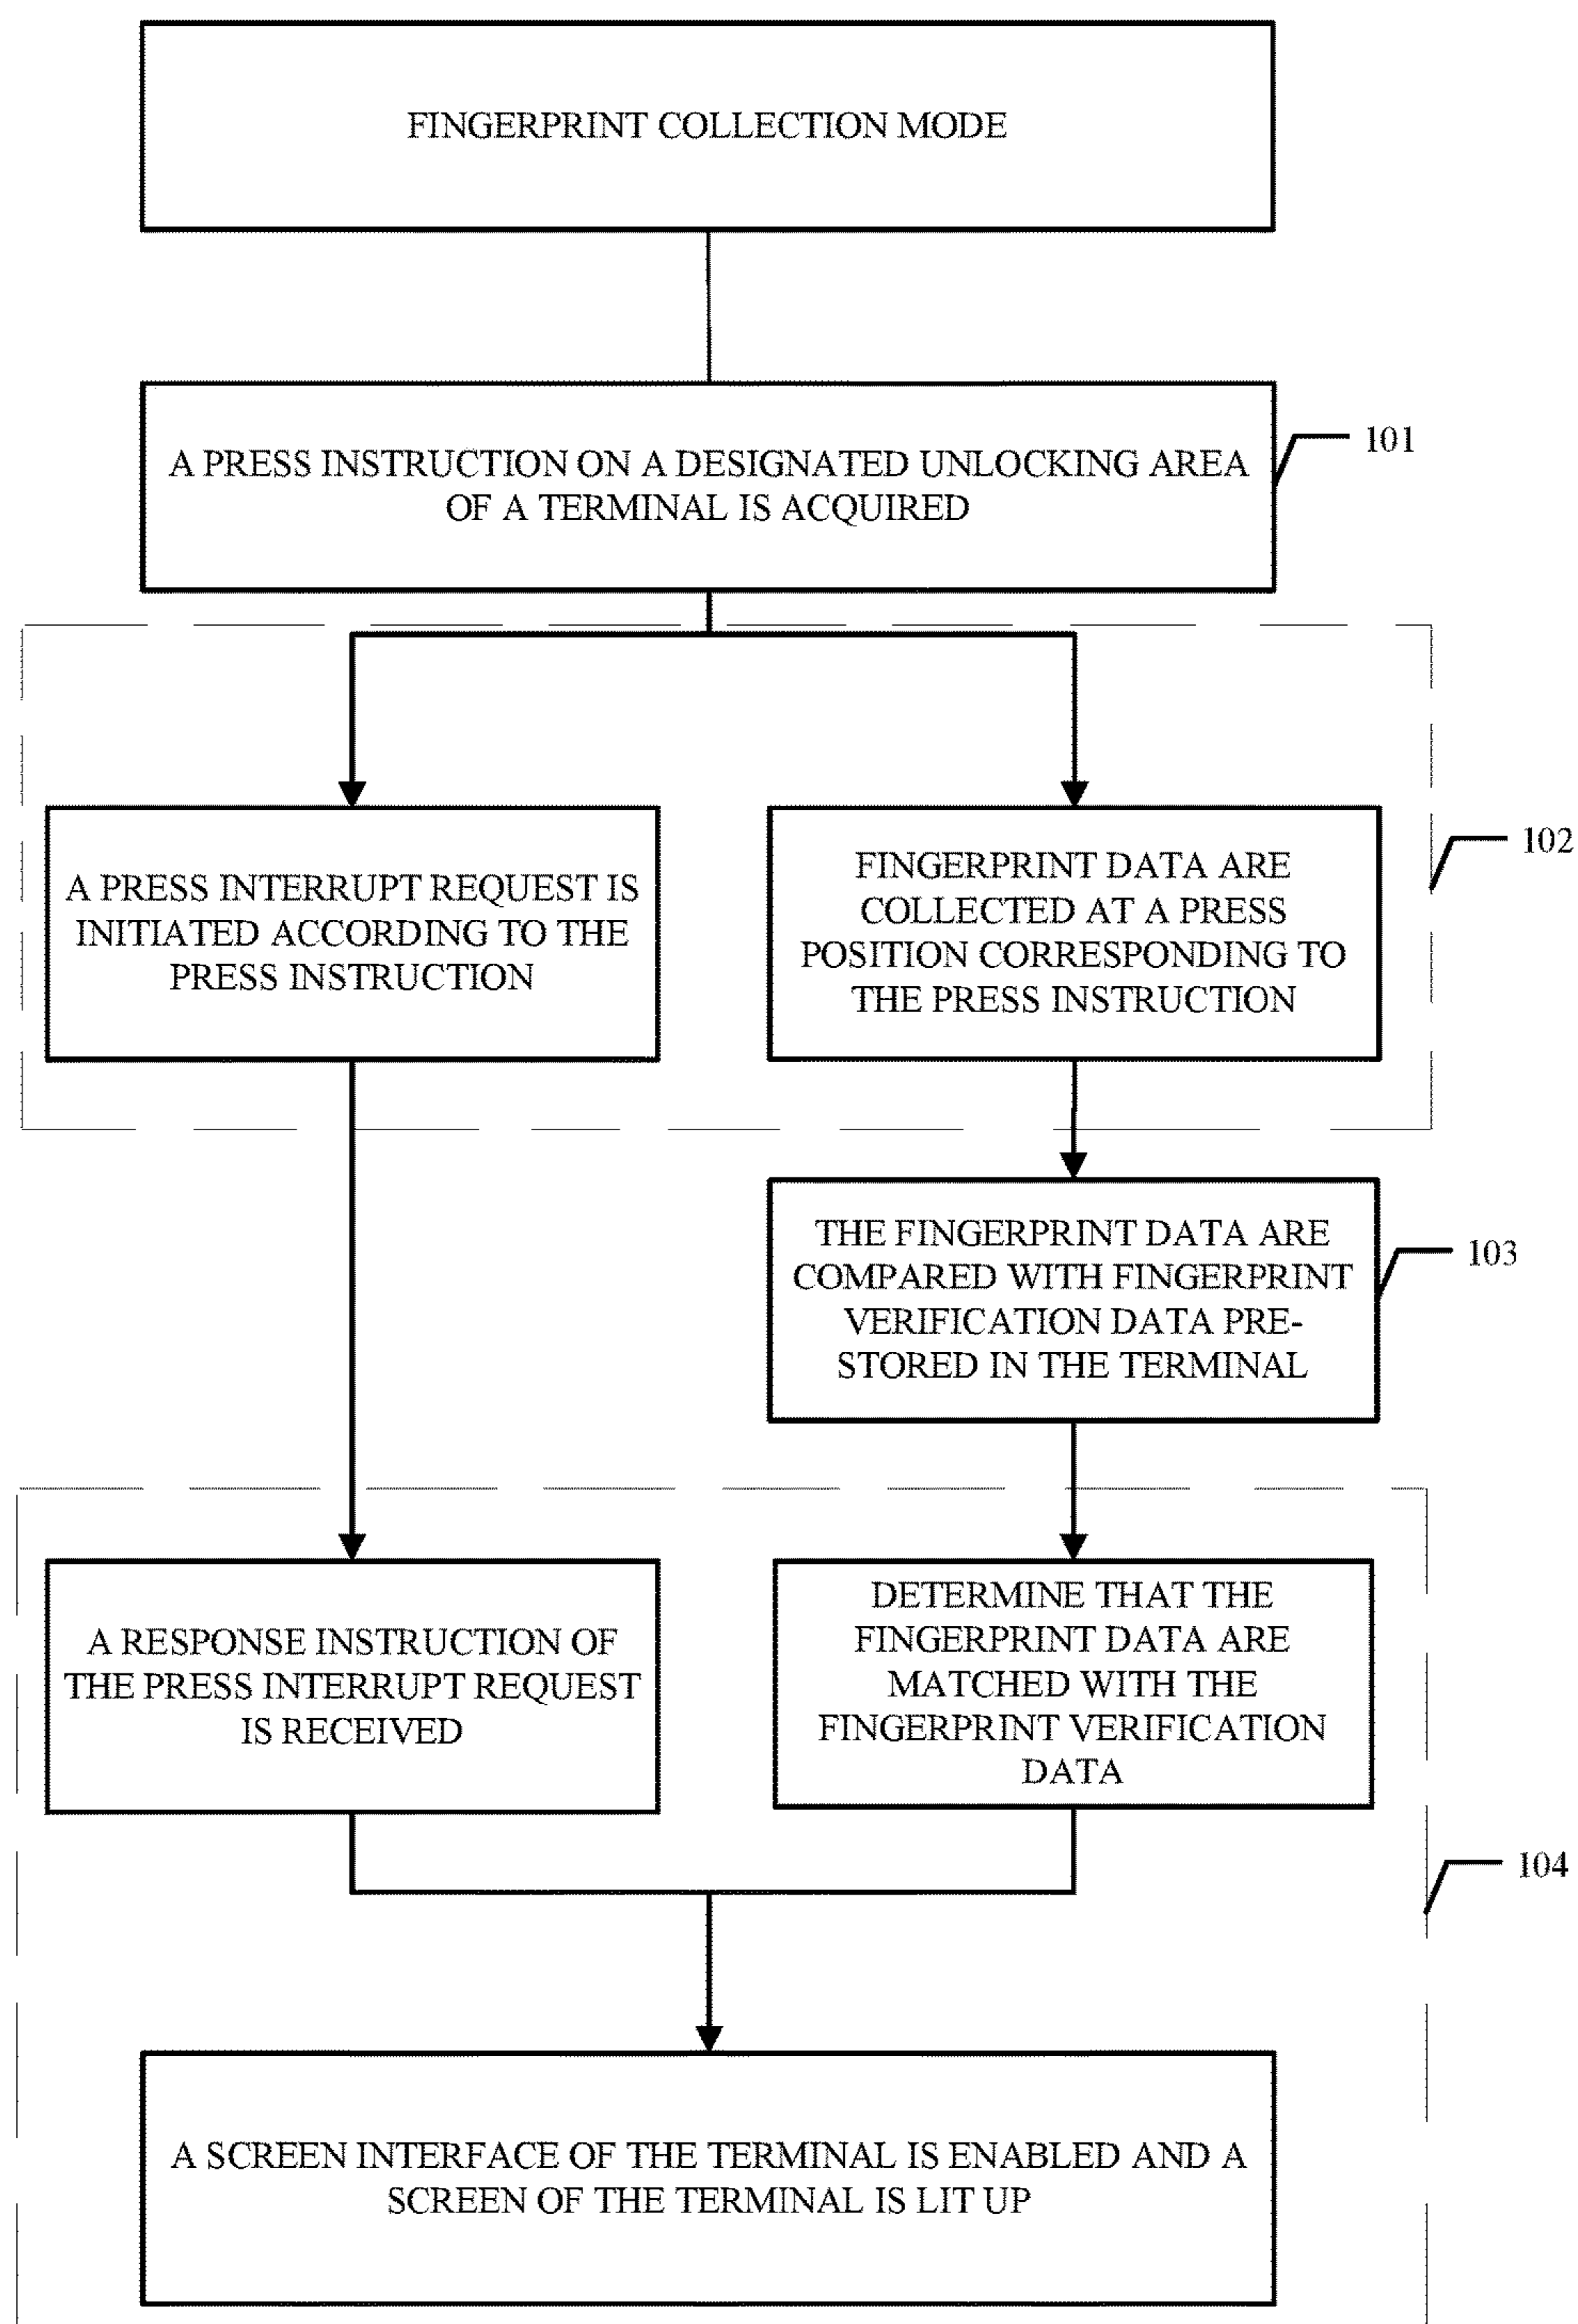 FINGERPRINT COLLECTION MODE
A PRESS INSTRUCTION ON A DESIGNATED UNLOCKING AREA
OF A TERMINAL IS ACQUIRED
101
A PRESS INTERRUPT REQUEST IS
INITIATED ACCORDING TO THE
PRESS INSTRUCTION
FINGERPRINT DATA ARE
COLLECTED AT A PRESS
POSITION CORRESPONDING TO
THE PRESS INSTRUCTION
102
THE FINGERPRINT DATA ARE
COMPARED WITH FINGERPRINT
VERIFICATION DATA PRE-
STORED IN THE TERMINAL
103
A RESPONSE INSTRUCTION OF
THE PRESS INTERRUPT REQUEST
IS RECEIVED
DETERMINE THAT THE
FINGERPRINT DATA ARE
MATCHED WITH THE
FINGERPRINT VERIFICATION
DATA
104
A SCREEN INTERFACE OF THE TERMINAL IS ENABLED AND A
SCREEN OF THE TERMINAL IS LIT UP